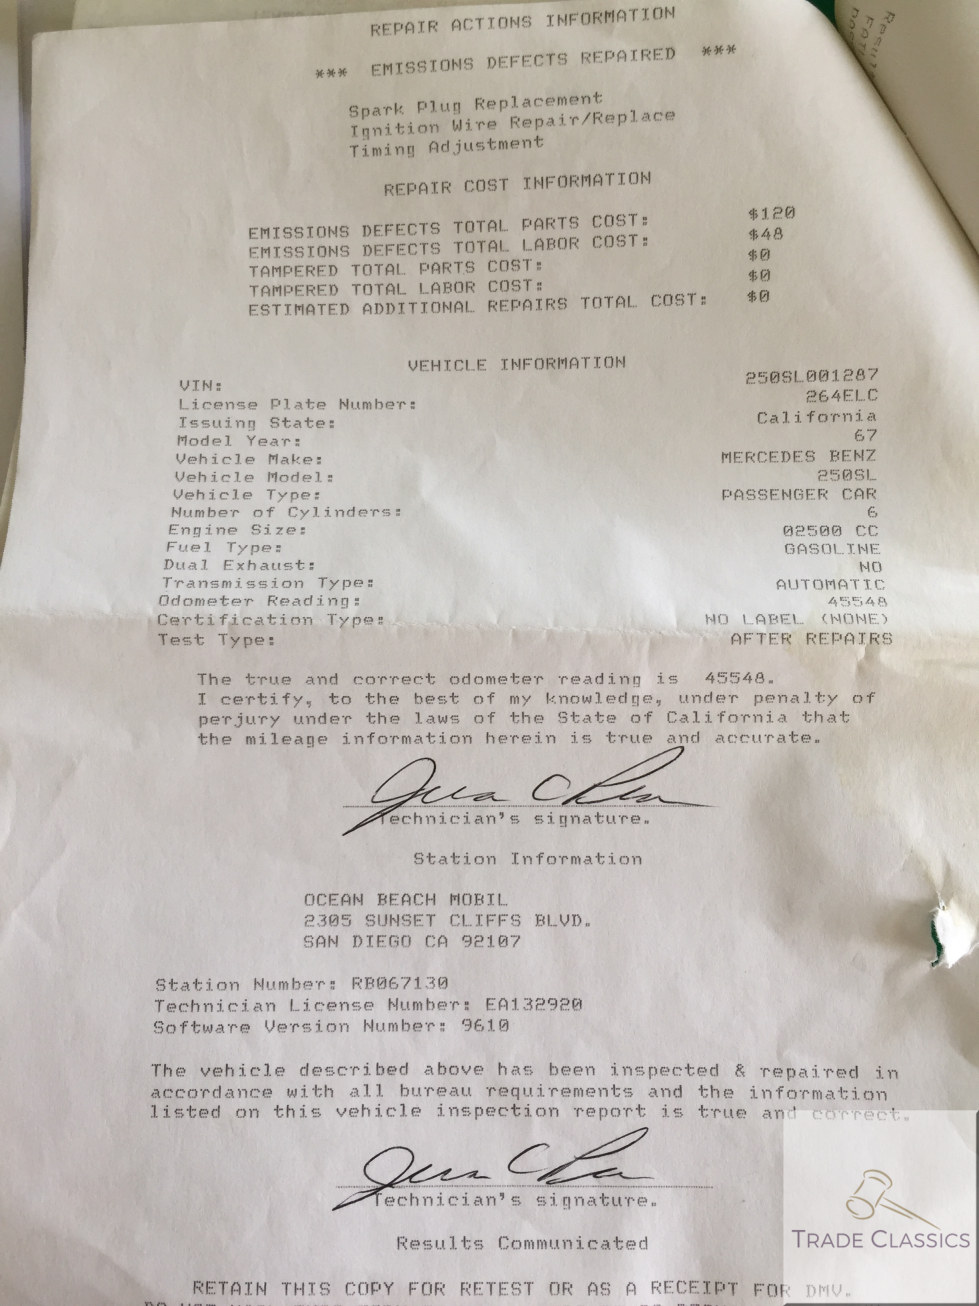 REPAIR ACTIONS INFORMATION
*** EMISSIONS DEFECTS REPAIRED ***
Spark Plug Replacement
Ignition Wire Repair/Replace
Timing Adjustment
REPAIR COST INFORMATION
EMISSIONS DEFECTS TOTAL PARTS COST: $120
EMISSIONS DEFECTS TOTAL LABOR COST: $48
TAMPERED TOTAL PARTS COST: $0
TAMPERED TOTAL LABOR COST: $0
ESTIMATED ADDITIONAL REPAIRS TOTAL COST: $0
VEHICLE INFORMATION
VIN: 250SL001287
License Plate Number: 264ELC
Issuing State: California
Model Year: 67
Vehicle Make: MERCEDES BENZ
Vehicle Model: 250SL
Vehicle Type: PASSENGER CAR
Number of Cylinders: 6
Engine Size: 02500 CC
Fuel Type: GASOLINE
Dual Exhaust: NO
Transmission Type: AUTOMATIC
Odometer Reading: 45548
Certification Type: NO LABEL (NONE)
Test Type: AFTER REPAIRS
The true and correct odometer reading is 45548.
I certify, to the best of my knowledge, under penalty of
perjury under the laws of the State of California that
the mileage information herein is true and accurate.
Technician's signature.
Station Information
OCEAN BEACH MOBIL
2305 SUNSET CLIFFS BLVD.
SAN DIEGO CA 92107
Station Number: RB067130
Technician License Number: EA132920
Software Version Number: 9610
The vehicle described above has been inspected & repaired in
accordance with all bureau requirements and the information
listed on this vehicle inspection report is true and correct.
Technician's signature.
Results Communicated
RETAIN THIS COPY FOR RETEST OR AS A RECEIPT FOR DMV.
TRADE CLASSICS